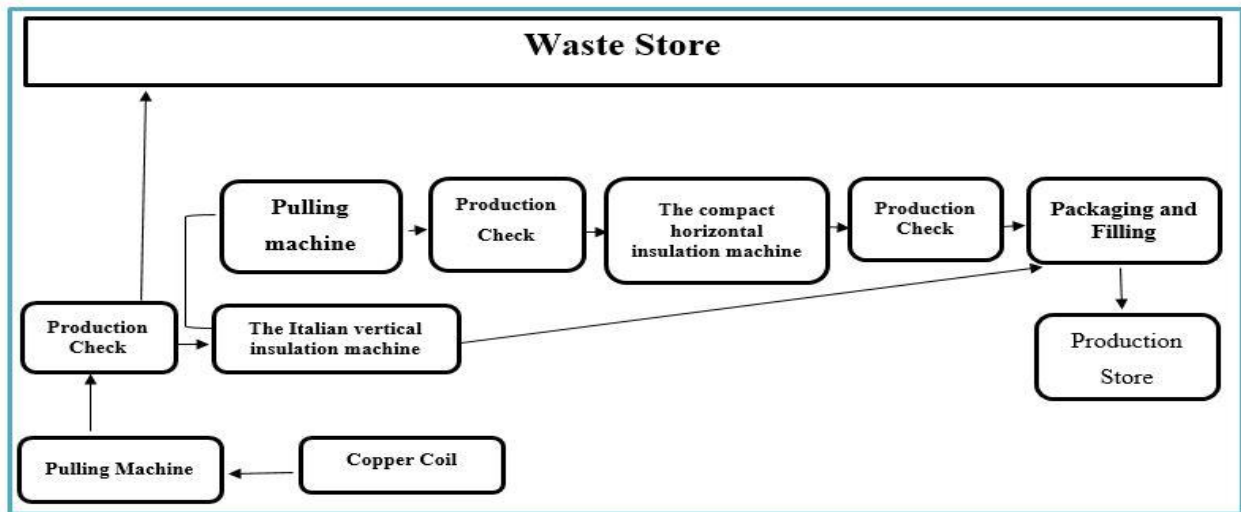 Waste Store
Pulling
machine
Production
Check
The compact
horizontal
insulation machine
Production
Check
Packaging and
Filling
Production
Check
The Italian vertical
insulation machine
Production
Store
Pulling Machine
Copper Coil